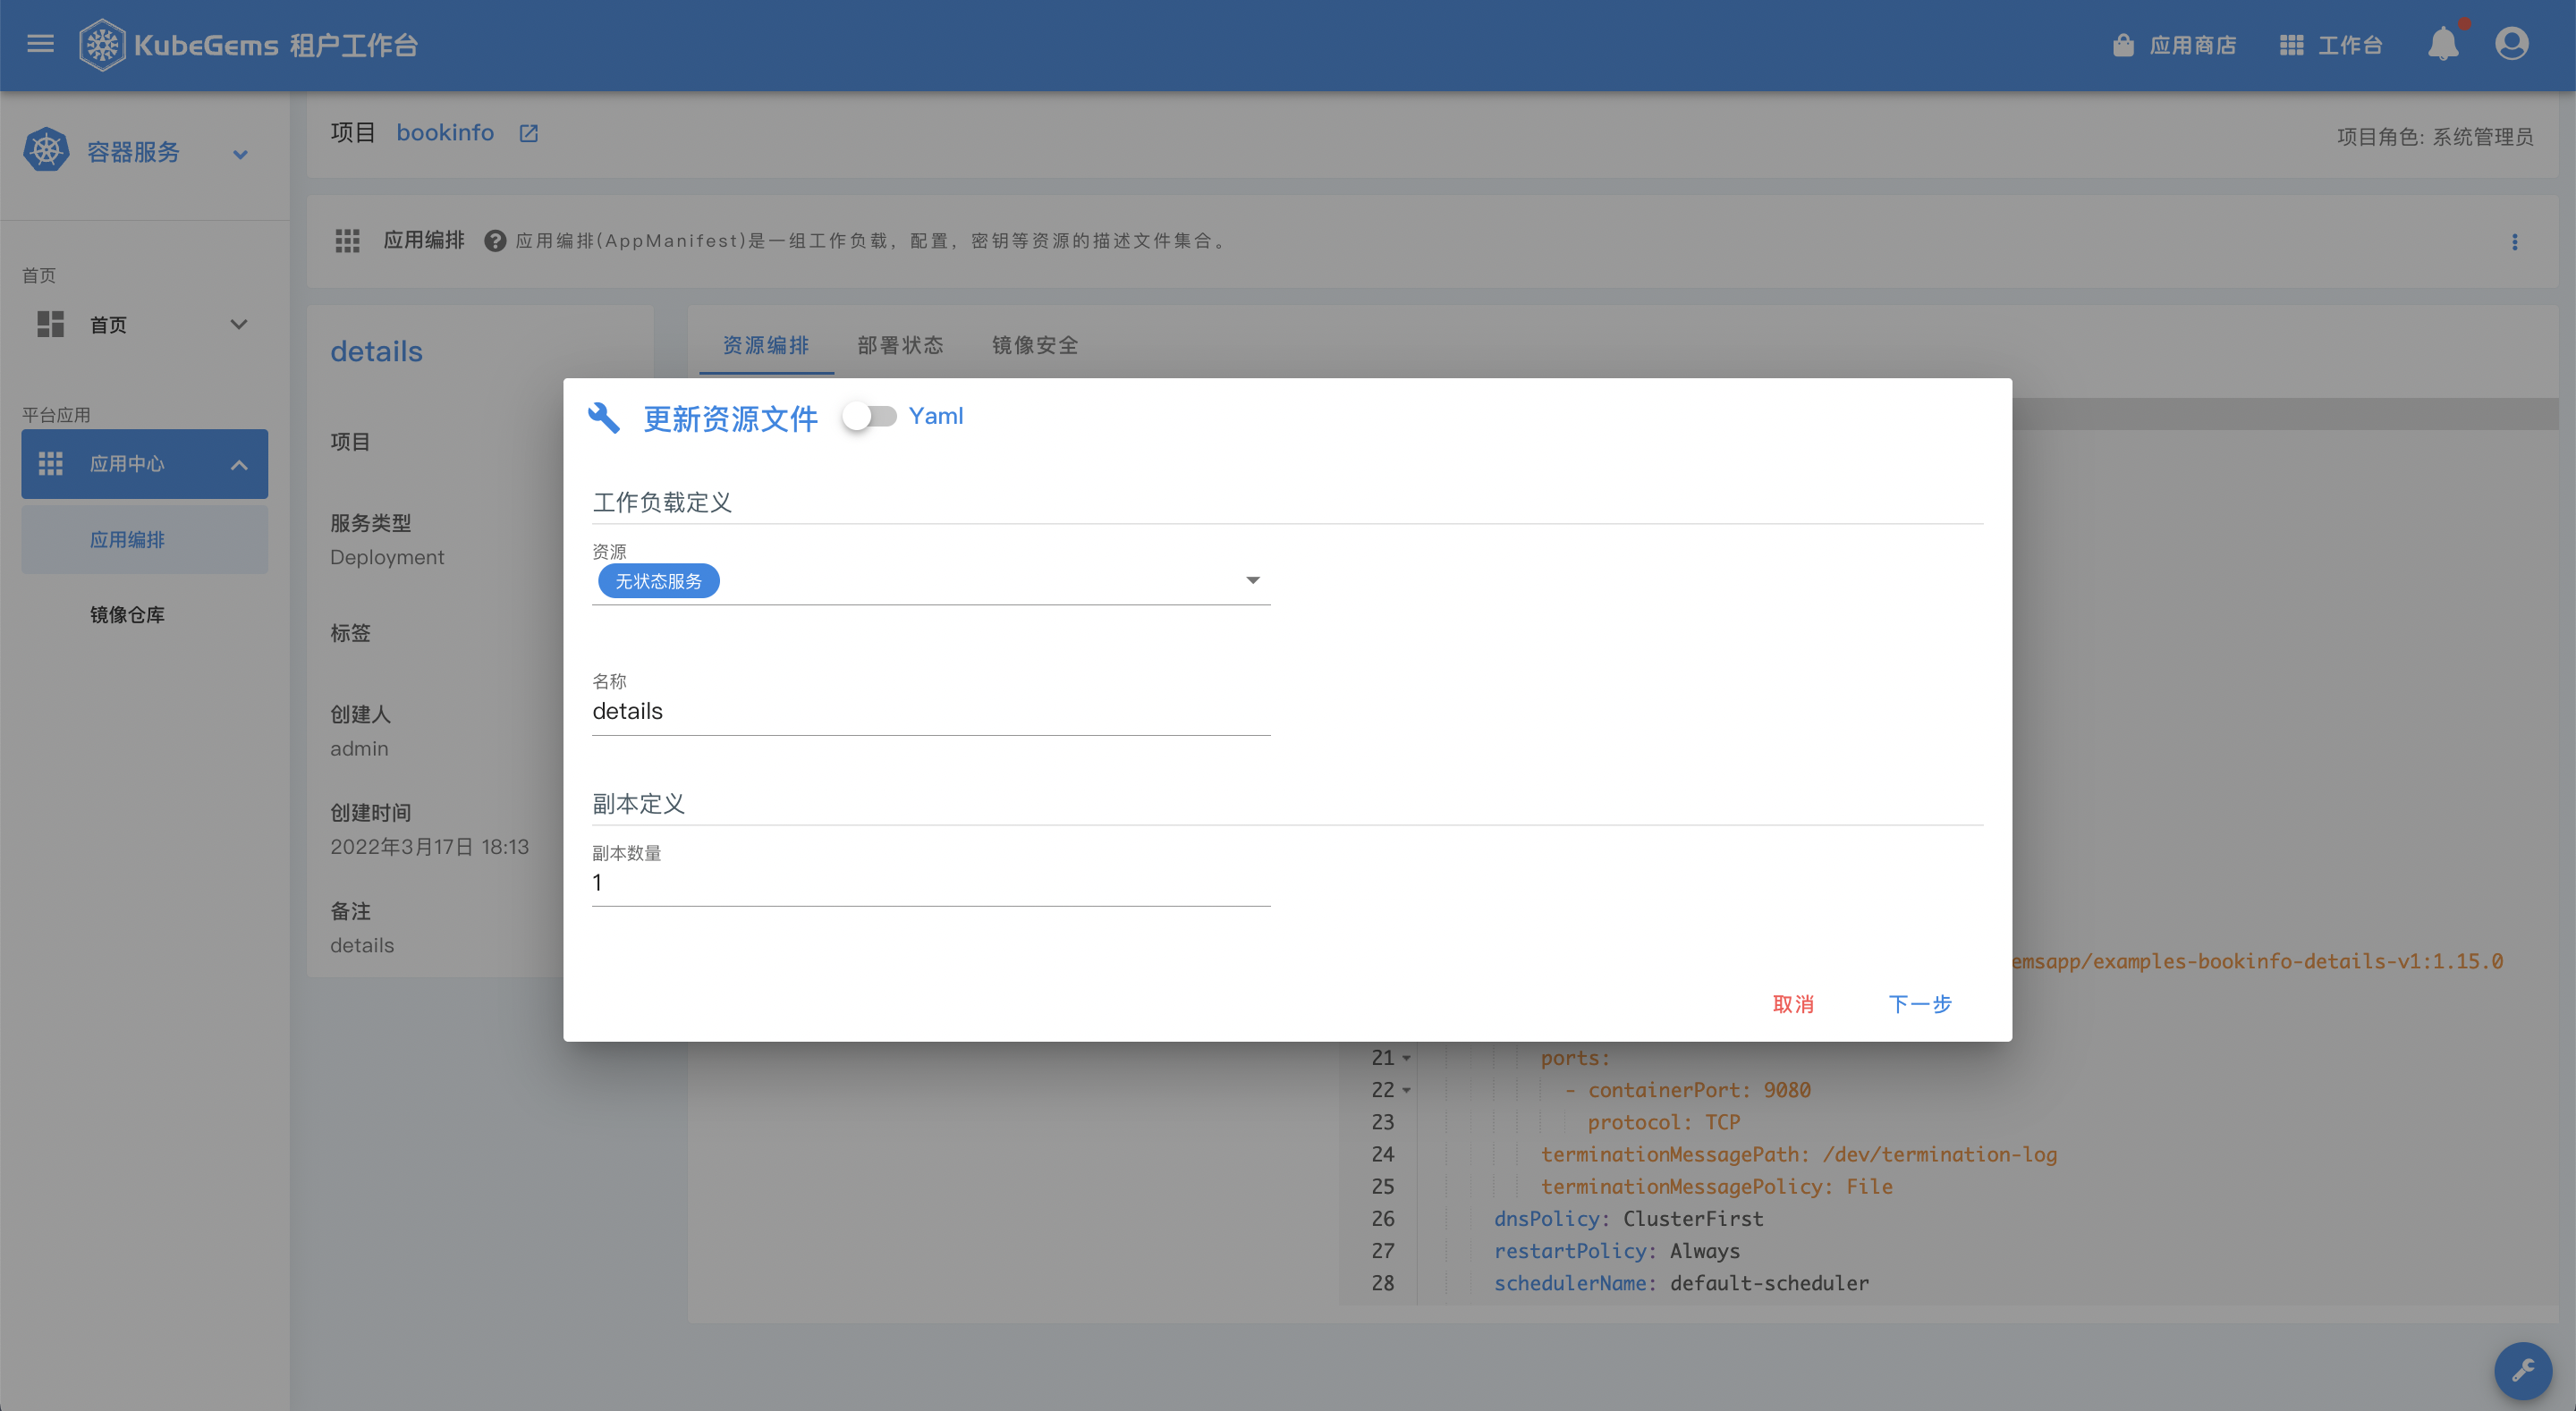 KubeGems 租户工作台
应用商店
工作台
容器服务
项目 bookinfo
项目角色: 系统管理员
应用编排
应用编排(AppManifest)是一组工作负载，配置，密钥等资源的描述文件集合。
首页
首页
平台应用
应用中心
应用编排
镜像仓库
details
项目
服务类型
Deployment
标签
创建人
admin
创建时间
2022年3月17日 18:13
备注
details
资源编排
部署状态
镜像安全
更新资源文件
Yaml
工作负载定义
资源
无状态服务
名称
details
副本定义
副本数量
1
取消
下一步
emsapp/examples-bookinfo-details-v1:1.15.0
21 ports:
22 - containerPort: 9080
23 protocol: TCP
24 terminationMessagePath: /dev/termination-log
25 terminationMessagePolicy: File
26 dnsPolicy: ClusterFirst
27 restartPolicy: Always
28 schedulerName: default-scheduler